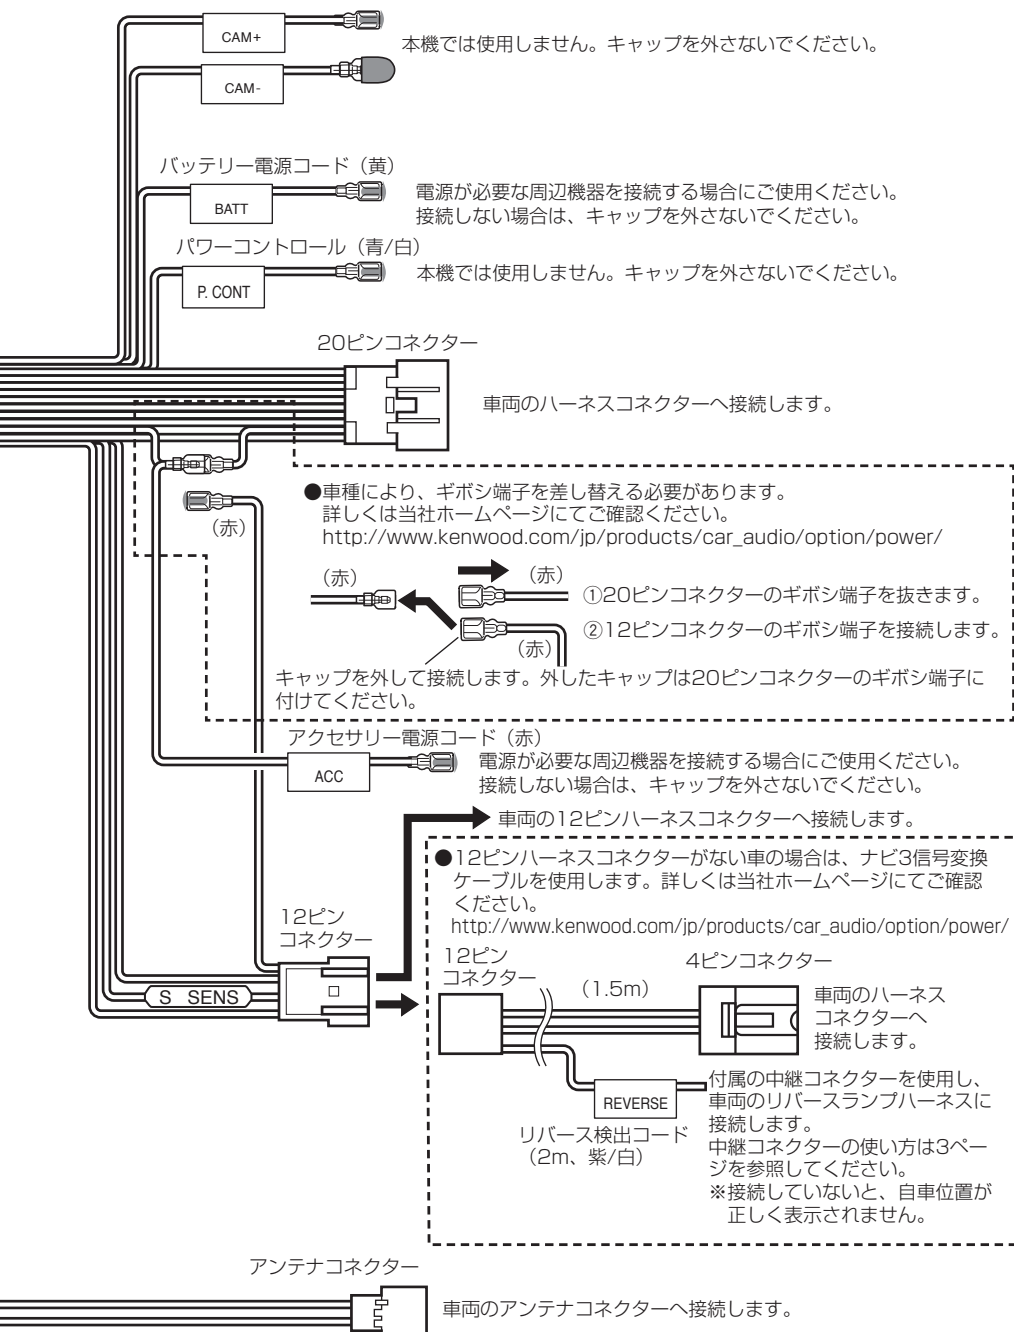 CAM+
本機では使用しません。キャップを外さないでください。
CAM-
バッテリー電源コード（黄）
BATT
電源が必要な周辺機器を接続する場合にご使用ください。
接続しない場合は、キャップを外さないでください。
パワーコントロール（青/白）
P. CONT
本機では使用しません。キャップを外さないでください。
20ピンコネクター
車両のハーネスコネクターへ接続します。
●車種により、ギボシ端子を差し替える必要があります。
詳しくは当社ホームページにてご確認ください。
http://www.kenwood.com/jp/products/car_audio/option/power/
（赤）
（赤）
（赤）
①20ピンコネクターのギボシ端子を抜きます。
②12ピンコネクターのギボシ端子を接続します。
（赤）
キャップを外して接続します。外したキャップは20ピンコネクターのギボシ端子に
付けてください。
アクセサリー電源コード（赤）
ACC
電源が必要な周辺機器を接続する場合にご使用ください。
接続しない場合は、キャップを外さないでください。
車両の12ピンハーネスコネクターへ接続します。
●12ピンハーネスコネクターがない車の場合は、ナビ3信号変換
ケーブルを使用します。詳しくは当社ホームページにてご確認
ください。
http://www.kenwood.com/jp/products/car_audio/option/power/
12ピン
コネクター
S SENS
12ピン
コネクター
（1.5m）
4ピンコネクター
車両のハーネス
コネクターへ
接続します。
REVERSE
リバース検出コード
（2m、紫/白）
付属の中継コネクターを使用し、
車両のリバースランプハーネスに
接続します。
中継コネクターの使い方は3ペー
ジを参照してください。
※接続していないと、自車位置が
正しく表示されません。
アンテナコネクター
車両のアンテナコネクターへ接続します。